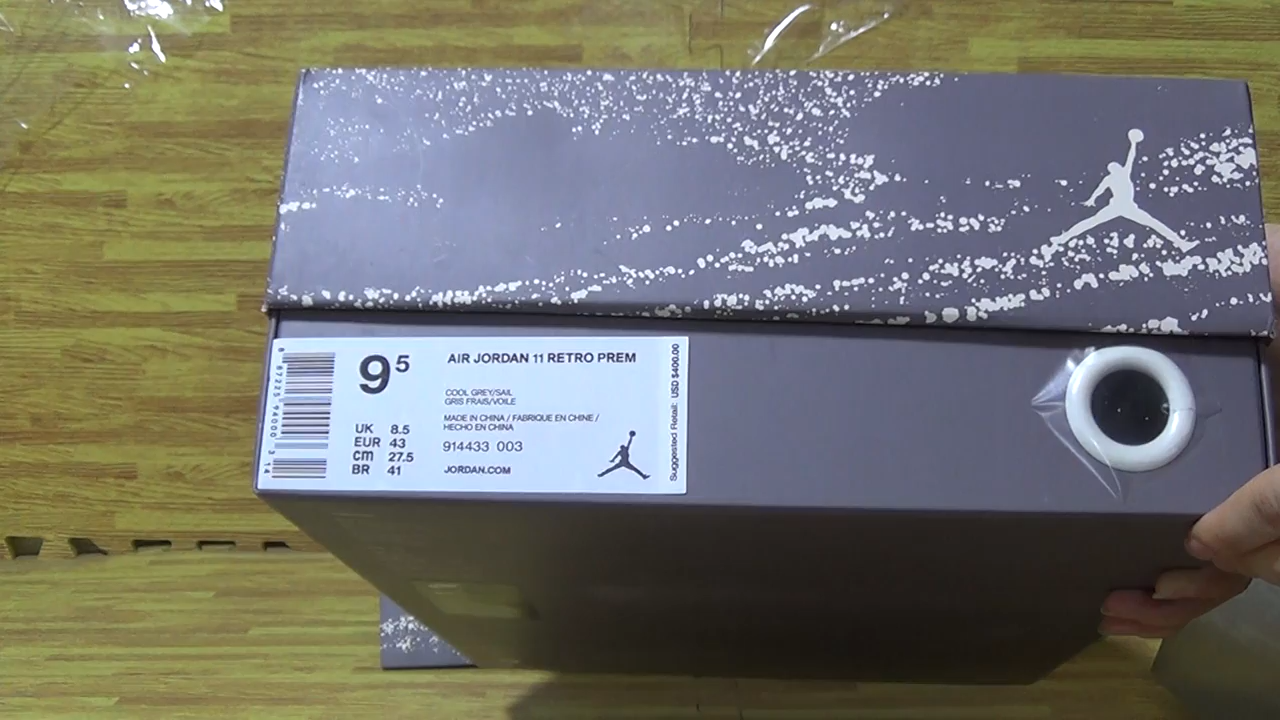 9 5
AIR JORDAN 11 RETRO PREM
COOL GREY/SAIL
GRIS FRAIS/VOILE
MADE IN CHINA / FABRIQUE EN CHINE /
HECHO EN CHINA
UK 8.5
EUR 43
cm 27.5
BR 41
914433 003
JORDAN.COM
Suggested Retail: USD $400.00